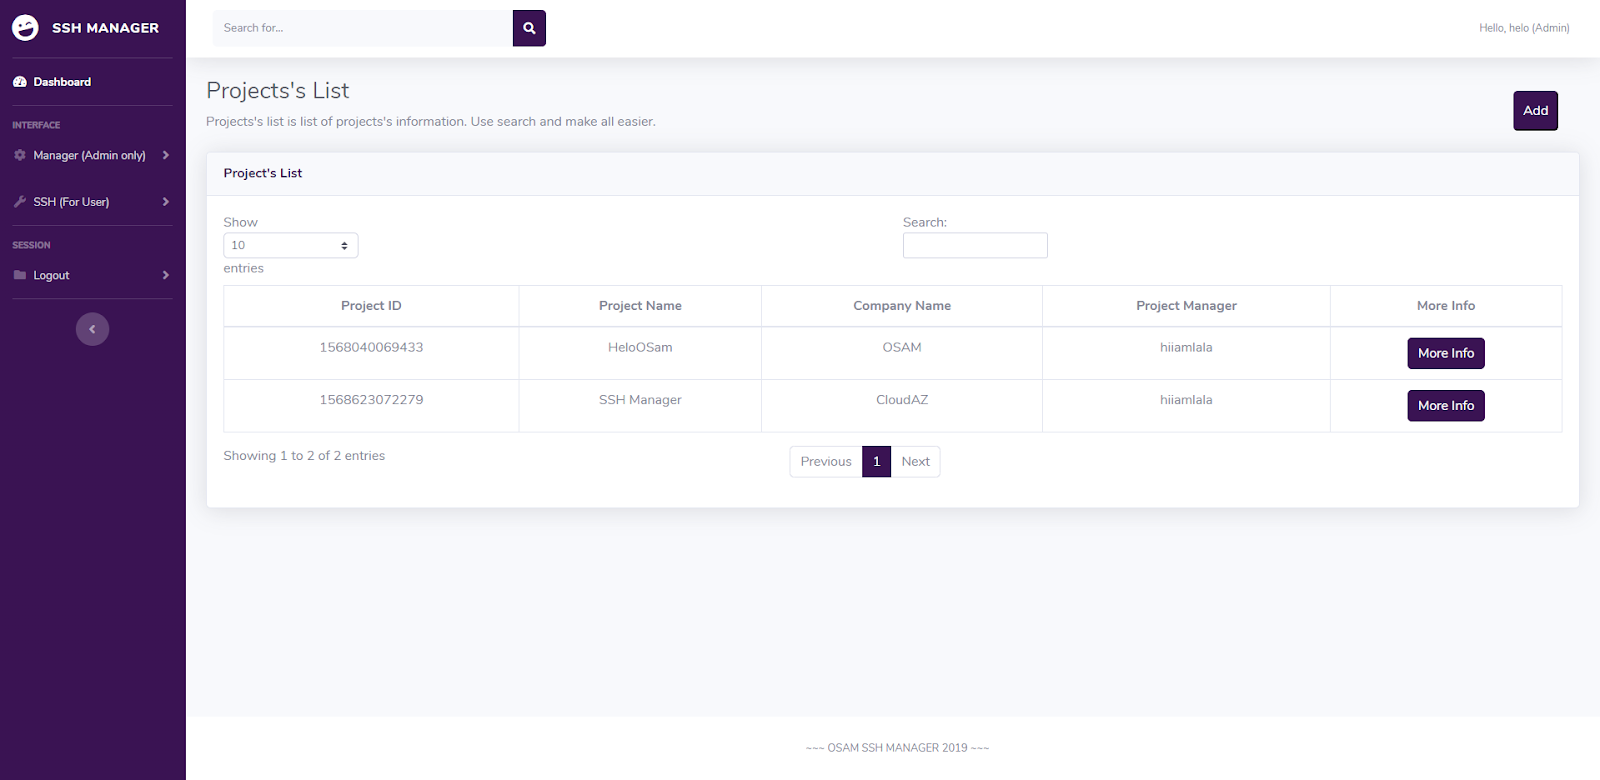 SSH MANAGER
Search for...
Hello, helo (Admin)
Dashboard
INTERFACE
Manager (Admin only)
SSH (For User)
SESSION
Logout
Projects's List
Projects's list is list of projects's information. Use search and make all easier.
Add
Project's List
Show
10
entries
Search:
Project ID Project Name Company Name Project Manager More Info
1568040069433 HeloOSam OSAM hiiamlala More Info
1568623072279 SSH Manager CloudAZ hiiamlala More Info
Showing 1 to 2 of 2 entries
Previous 1 Next
~~~ OSAM SSH MANAGER 2019 ~~~